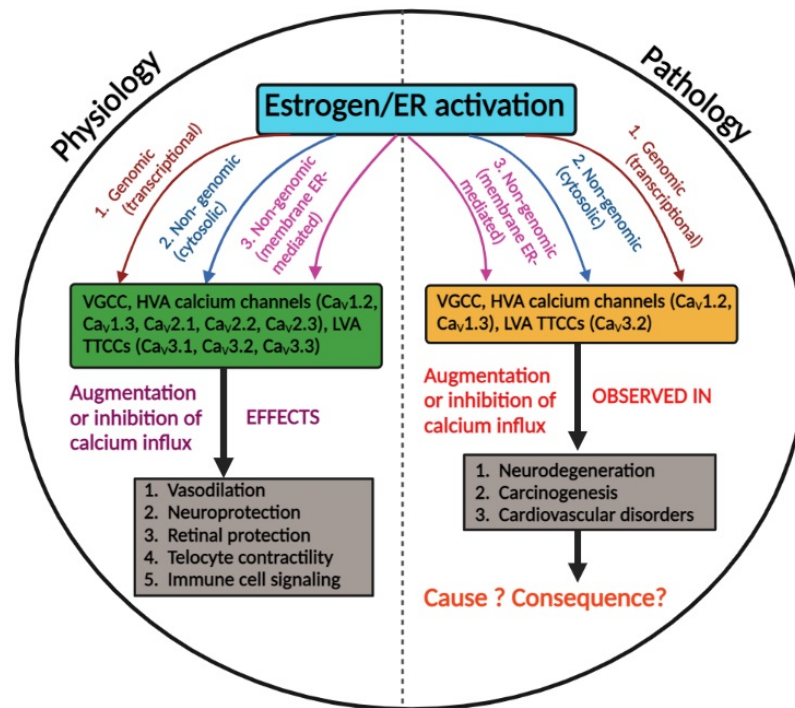 Physiology
Pathology
Estrogen/ER activation
1. Genomic
(transcriptional)
2. Non- genomic
(cytosolic)
3. Non-genomic
(membrane ER-
mediated)
3. Non-genomic
(membrane ER-
mediated)
2. Non-genomic
(cytosolic)
1. Genomic
(transcriptional)
VGCC, HVA calcium channels (CaV1.2,
CaV1.3, CaV2.1, CaV2.2, CaV2.3), LVA
TTCCs (CaV3.1, CaV3.2, CaV3.3)
VGCC, HVA calcium channels (CaV1.2,
CaV1.3), LVA TTCCs (CaV3.2)
Augmentation
or inhibition of
calcium influx
EFFECTS
Augmentation
or inhibition of
calcium influx
OBSERVED IN
1. Vasodilation
2. Neuroprotection
3. Retinal protection
4. Telocyte contractility
5. Immune cell signaling
1. Neurodegeneration
2. Carcinogenesis
3. Cardiovascular disorders
Cause ? Consequence?